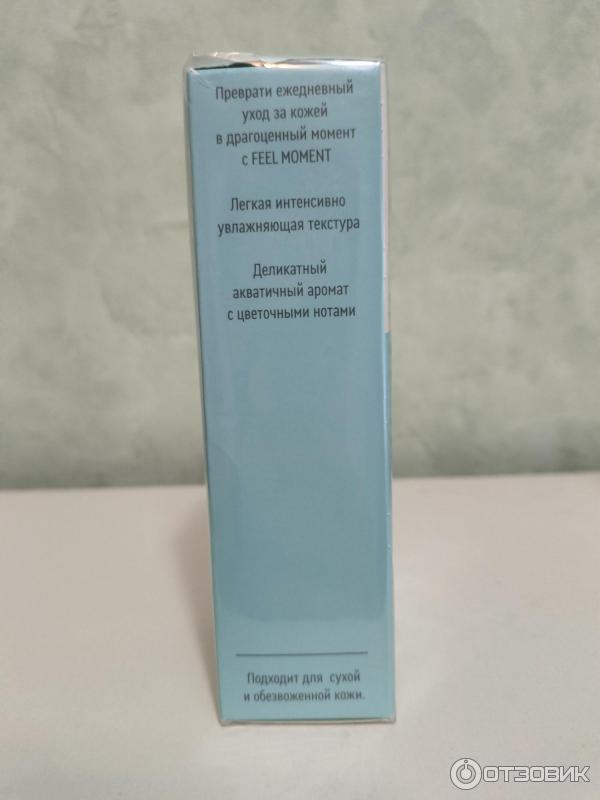 Преврати ежедневный
уход за кожей
в драгоценный момент
с FEEL MOMENT
Легкая интенсивно
увлажняющая текстура
Деликатный
акватичный аромат
с цветочными нотами
Подходит для сухой
и обезвоженной кожи.
ОТЗОВИК